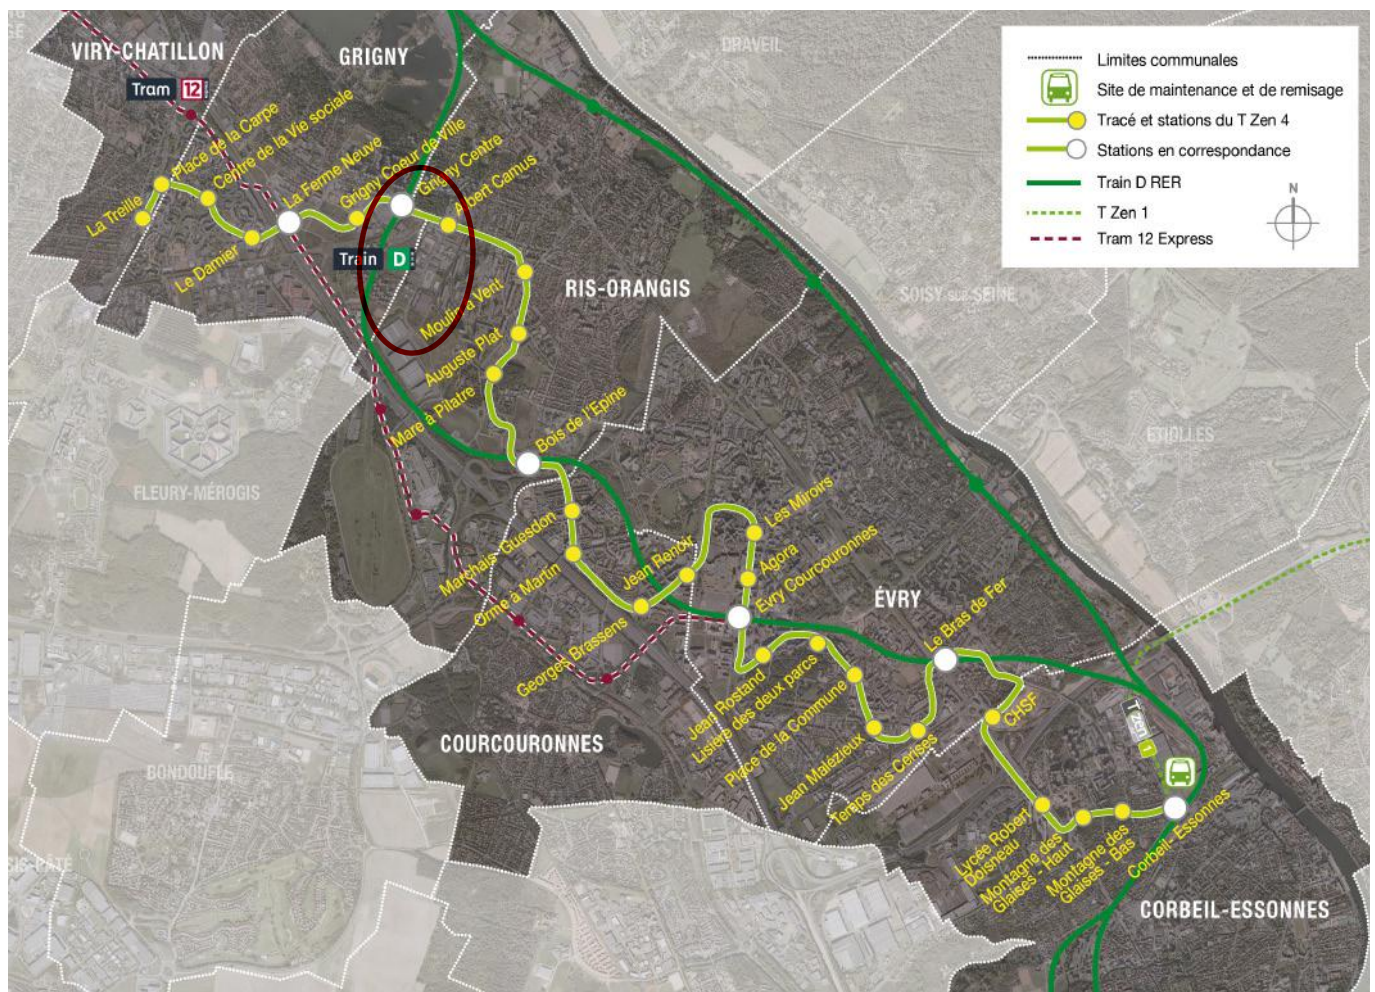 VIRY-CHATILLON
GRIGNY
DRAVEIL
Tram 12
Limites communales
Site de maintenance et de remisage
Tracé et stations du T Zen 4
Stations en correspondance
Train D RER
T Zen 1
Tram 12 Express
N
La Treille
Place de la Carpe
Centre de la Vie sociale
Le Damier
La Ferme Neuve
Grigny Coeur de Ville
Grigny Centre
Albert Camus
Train D
RIS-ORANGIS
SOISY-SUR-SEINE
Moulin à Vent
Auguste Plat
Mare à Pilatre
Bois de l'Epine
ETIOLLES
FLEURY-MÉROGIS
Marchais Guesdon
Orme à Martin
Georges Brassens
Jean Renoir
Les Miroirs
Agora
Evry Courcouronnes
ÉVRY
Le Bras de Fer
Jean Rostand
Lisière des deux parcs
Place de la Commune
Jean Malézieux
Temps des Cerises
CHSF
COURCOURONNES
BONDOUFLE
T Zen 1
Lycée Robert
Doisneau
Montagne des
Glaises - Haut
Montagne des
Glaises - Bas
Corbeil-Essonnes
CORBEIL-ESSONNES